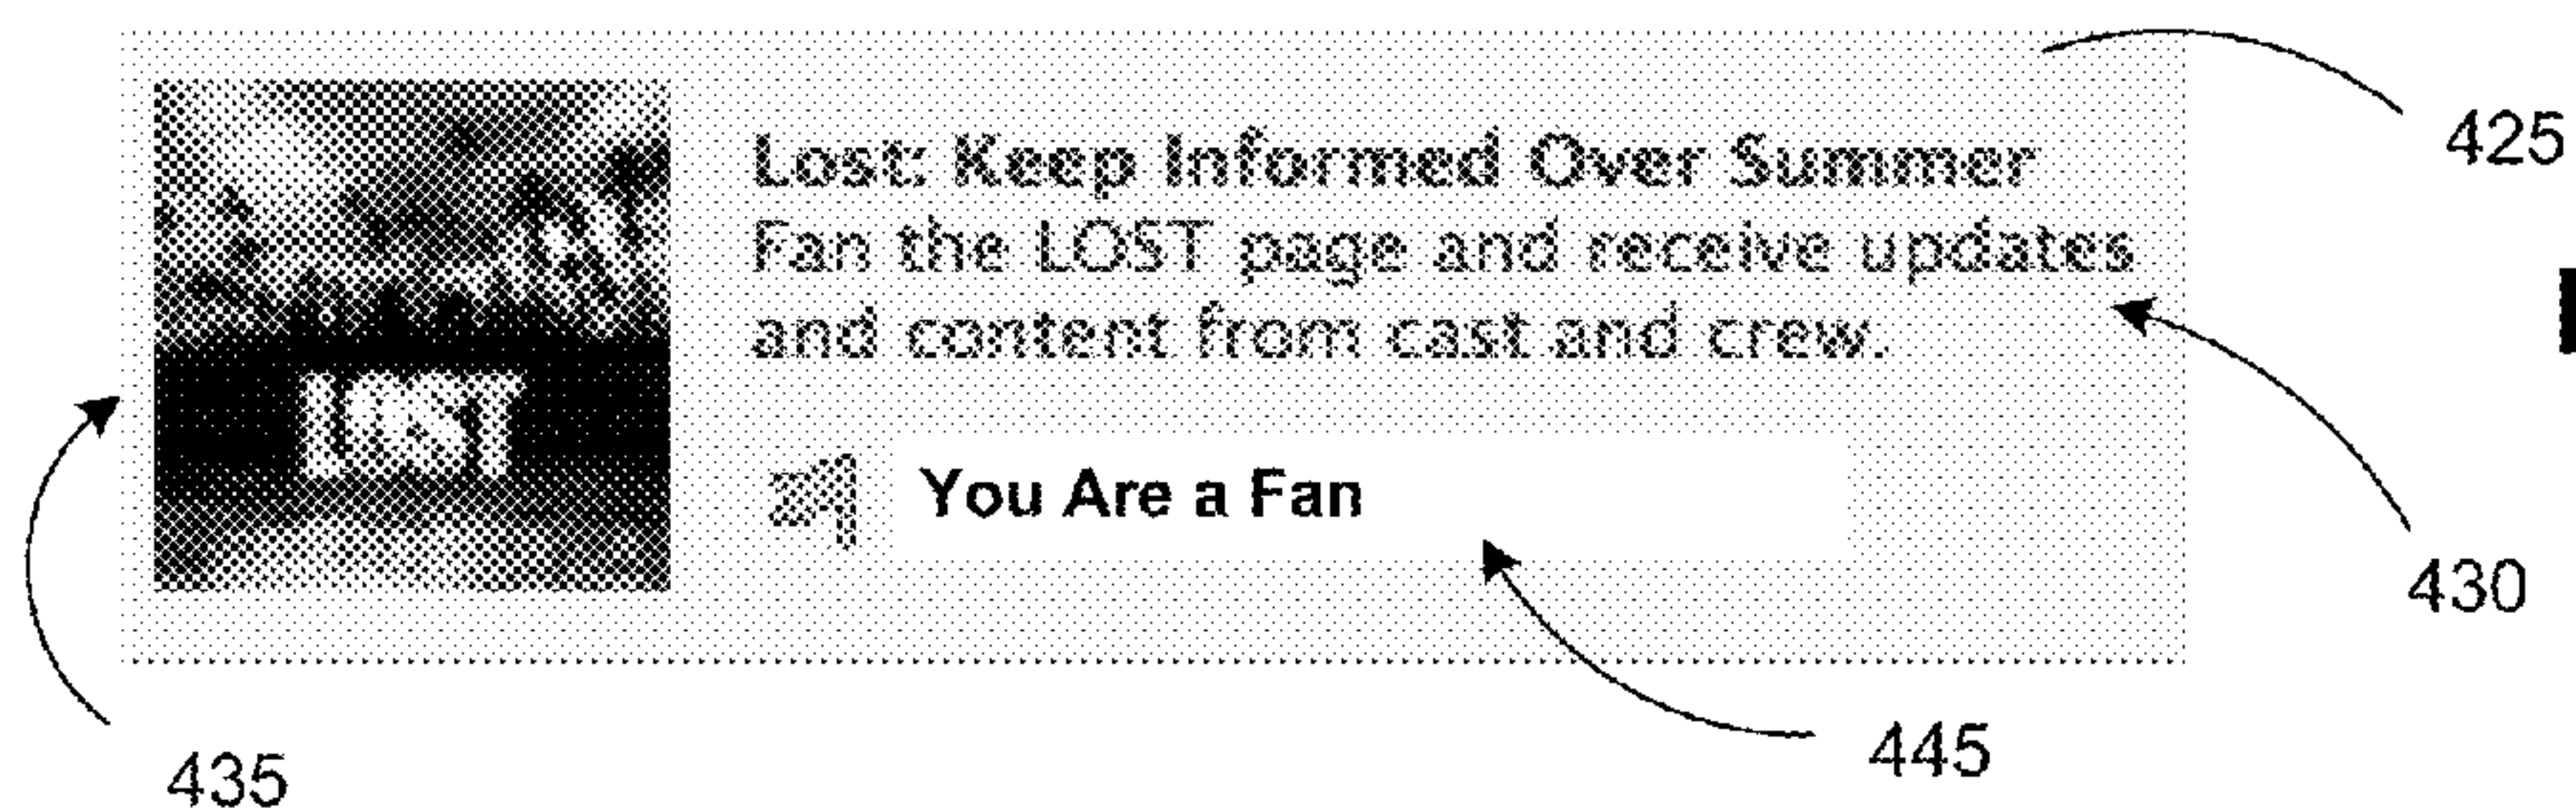 425
Lost: Keep Informed Over Summer
Fan the LOST page and receive updates
and content from cast and crew.
LOST
You Are a Fan
430
445
435